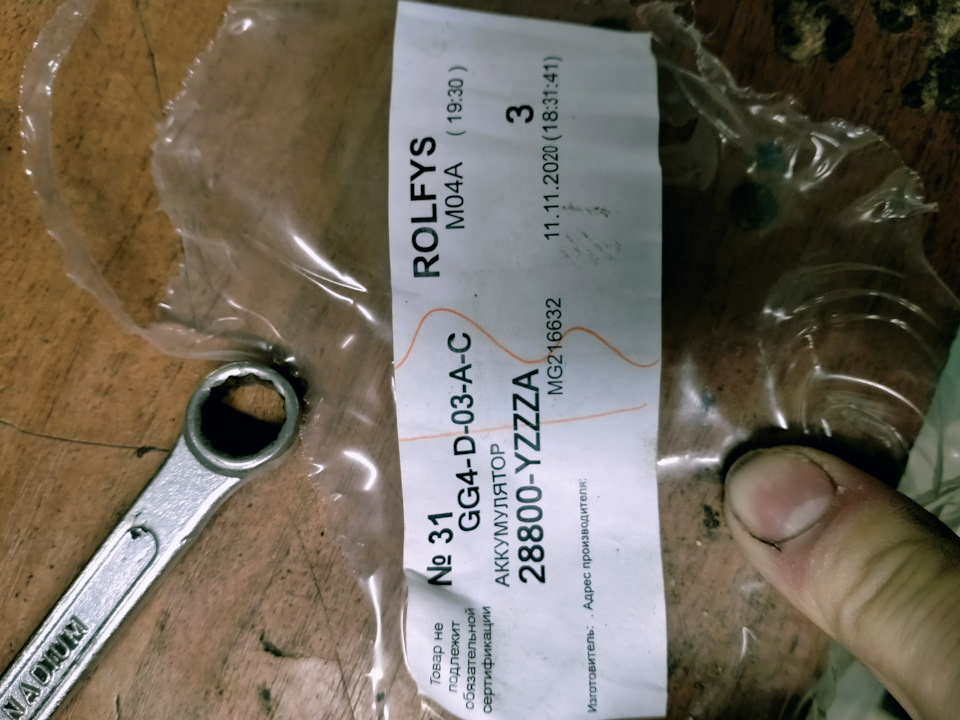 № 31
ROLFYS
GG4-D-03-A-C
M04A ( 19:30 )
АККУМУЛЯТОР
28800-YZZZA
3
MG216632
11.11.2020 (18:31:41)
Товар не
подлежит
обязательной
сертификации
Изготовитель: . Адрес производителя:
NADIUM